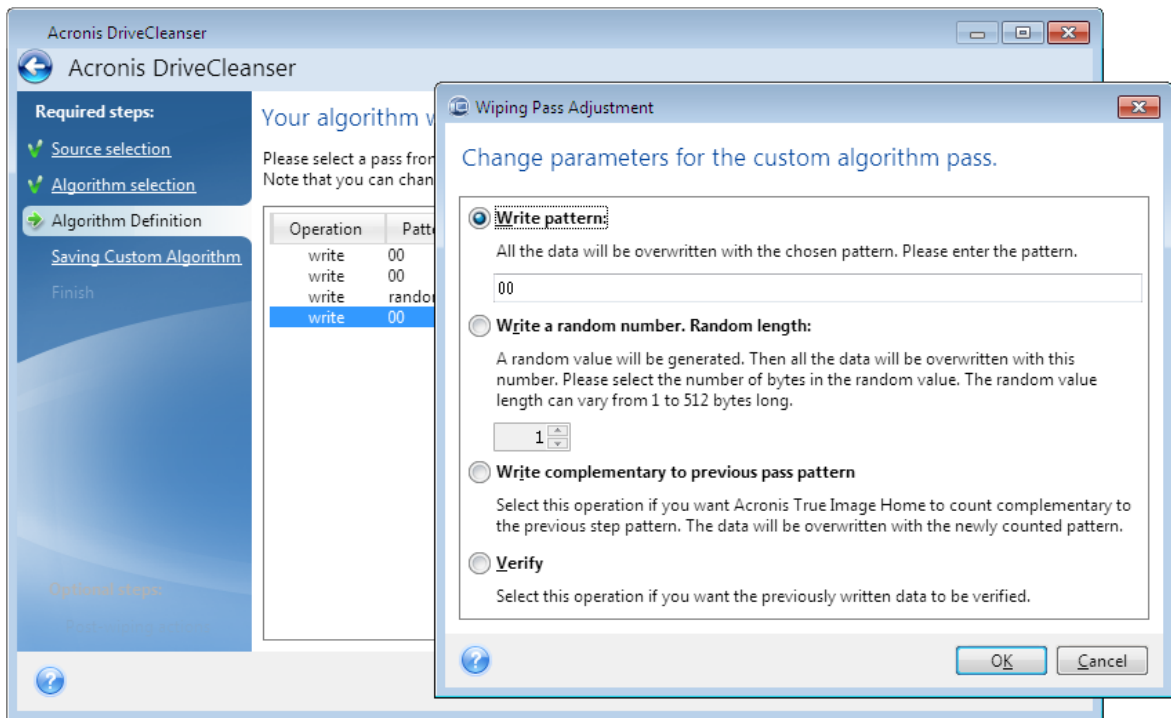 Acronis DriveCleanser
Acronis DriveCleanser
Required steps:
Source selection
Algorithm selection
Algorithm Definition
Saving Custom Algorithm
Finish
Optional steps:
Your algorithm
Please select a pass from
Note that you can chan
Operation Patte
write 00
write 00
write random
write 00
Wiping Pass Adjustment
Change parameters for the custom algorithm pass.
Write pattern:
All the data will be overwritten with the chosen pattern. Please enter the pattern.
00
Write a random number. Random length:
A random value will be generated. Then all the data will be overwritten with this
number. Please select the number of bytes in the random value. The random value
length can vary from 1 to 512 bytes long.
1
Write complementary to previous pass pattern
Select this operation if you want Acronis True Image Home to count complementary to
the previous step pattern. The data will be overwritten with the newly counted pattern.
Verify
Select this operation if you want the previously written data to be verified.
OK Cancel